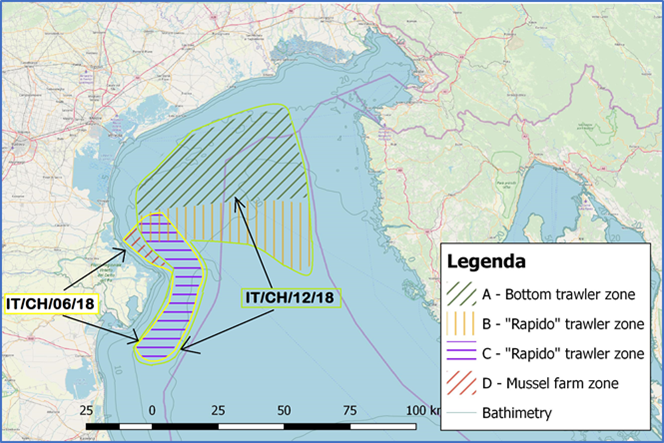 IT/CH/06/18
IT/CH/12/18
Legenda
A - Bottom trawler zone
B - "Rapido" trawler zone
C - "Rapido" trawler zone
D - Mussel farm zone
Bathimetry
25 0 25 50 75 100 km
10